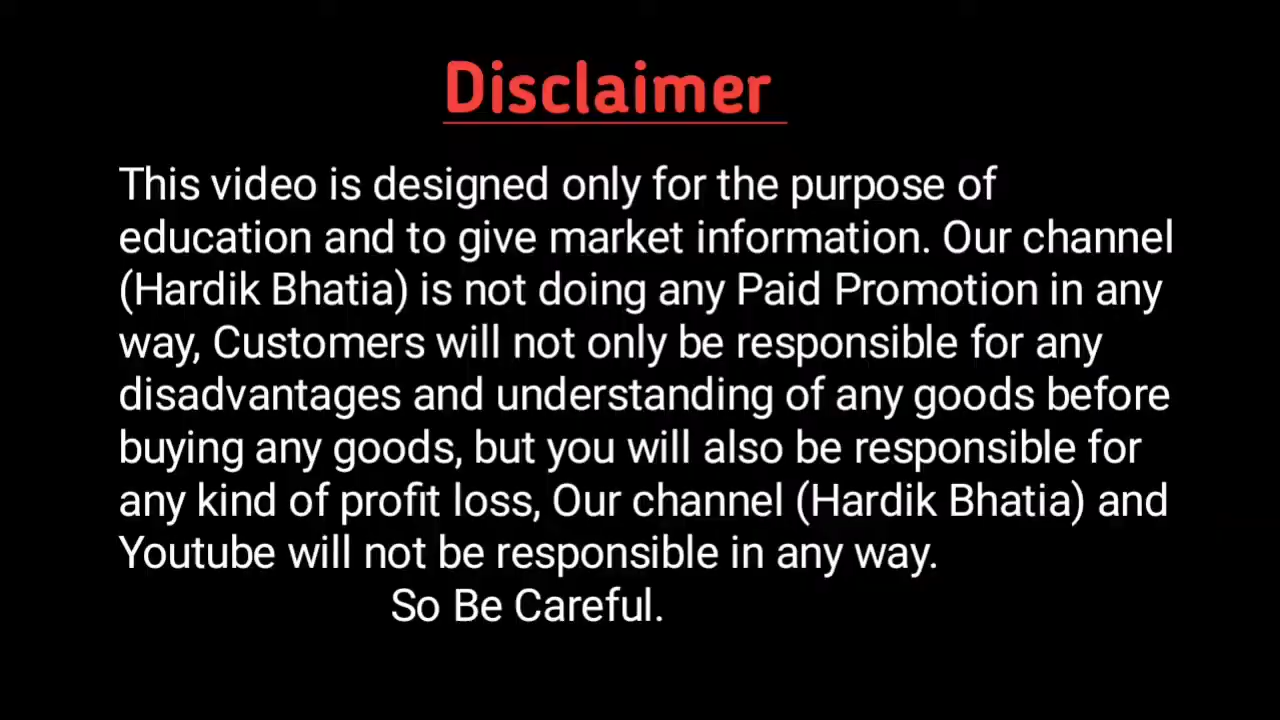 Disclaimer
This video is designed only for the purpose of
education and to give market information. Our channel
(Hardik Bhatia) is not doing any Paid Promotion in any
way, Customers will not only be responsible for any
disadvantages and understanding of any goods before
buying any goods, but you will also be responsible for
any kind of profit loss, Our channel (Hardik Bhatia) and
Youtube will not be responsible in any way.
So Be Careful.